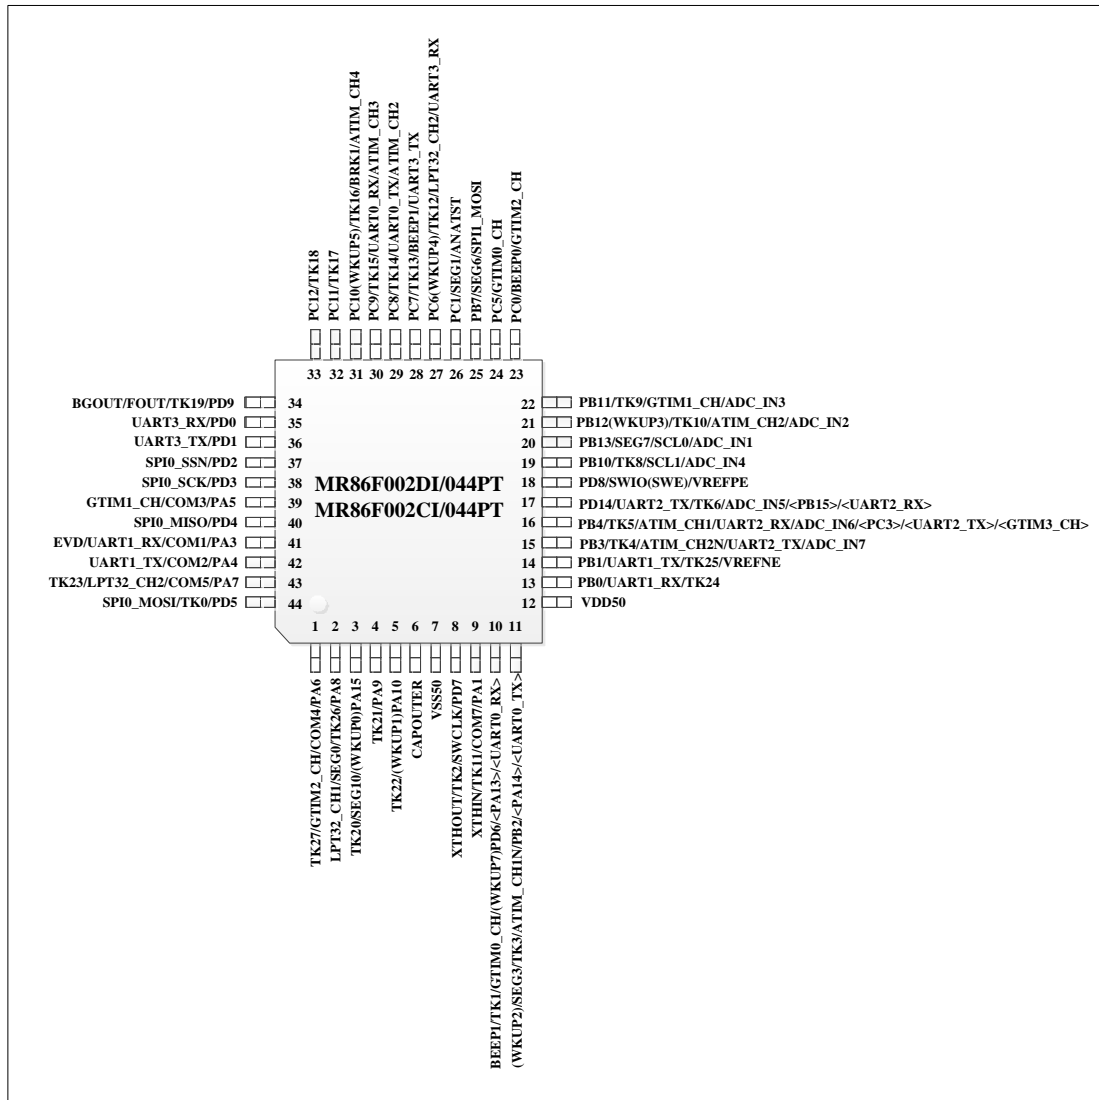 PC12/TK18
PC11/TK17
PC10(WKUP5)/TK16/BRK1/ATIM_CH4
PC9/TK15/UART0_RX/ATIM_CH3
PC8/TK14/UART0_TX/ATIM_CH2
PC7/TK13/BEEP1/UART3_TX
PC6(WKUP4)/TK12/LPT32_CH2/UART3_RX
PC1/SEG1/ANATST
PB7/SEG6/SPI1_MOSI
PC5/GTIM0_CH
PC0/BEEP0/GTIM2_CH
33 32 31 30 29 28 27 26 25 24 23
BGOUT/FOUT/TK19/PD9 34
UART3_RX/PD0 35
UART3_TX/PD1 36
SPI0_SSN/PD2 37
SPI0_SCK/PD3 38
GTIM1_CH/COM3/PA5 39
SPI0_MISO/PD4 40
EVD/UART1_RX/COM1/PA3 41
UART1_TX/COM2/PA4 42
TK23/LPT32_CH2/COM5/PA7 43
SPI0_MOSI/TK0/PD5 44
MR86F002DI/044PT
MR86F002CI/044PT
22 PB11/TK9/GTIM1_CH/ADC_IN3
21 PB12(WKUP3)/TK10/ATIM_CH2/ADC_IN2
20 PB13/SEG7/SCL0/ADC_IN1
19 PB10/TK8/SCL1/ADC_IN4
18 PD8/SWIO(SWE)/VREFPE
17 PD14/UART2_TX/TK6/ADC_IN5/<PB15>/<UART2_RX>
16 PB4/TK5/ATIM_CH1/UART2_RX/ADC_IN6/<PC3>/<UART2_TX>/<GTIM3_CH>
15 PB3/TK4/ATIM_CH2N/UART2_TX/ADC_IN7
14 PB1/UART1_TX/TK25/VREFNE
13 PB0/UART1_RX/TK24
12 VDD50
1 2 3 4 5 6 7 8 9 10 11
TK27/GTIM2_CH/COM4/PA6
LPT32_CH1/SEG0/TK26/PA8
TK20/SEG10/(WKUP0)PA15
TK21/PA9
TK22/(WKUP1)PA10
CAPOUTER
VSS50
XTHOUT/TK2/SWCLK/PD7
XTHIN/TK11/COM7/PA1
BEEP1/TK1/GTIM0_CH/(WKUP7)PD6/<PA13>/<UART0_RX>
(WKUP2)/SEG3/TK3/ATIM_CH1N/PB2/<PA14>/<UART0_TX>